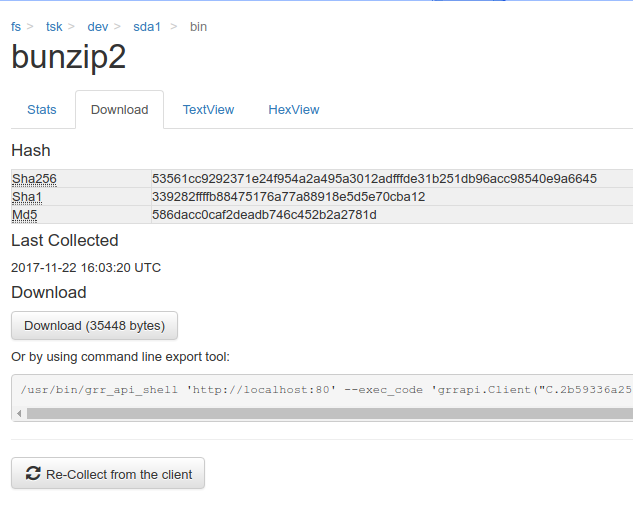 fs > tsk > dev > sda1 > bin
bunzip2
Stats Download TextView HexView
Hash
Sha256 53561cc9292371e24f954a2a495a3012adfffde31b251db96acc98540e9a6645
Sha1 339282ffffb88475176a77a88918e5d5e70cba12
Md5 586dacc0caf2deadb746c452b2a2781d
Last Collected
2017-11-22 16:03:20 UTC
Download
Download (35448 bytes)
Or by using command line export tool:
/usr/bin/grr_api_shell 'http://localhost:80' --exec_code 'grrapi.Client("C.2b59336a25
Re-Collect from the client